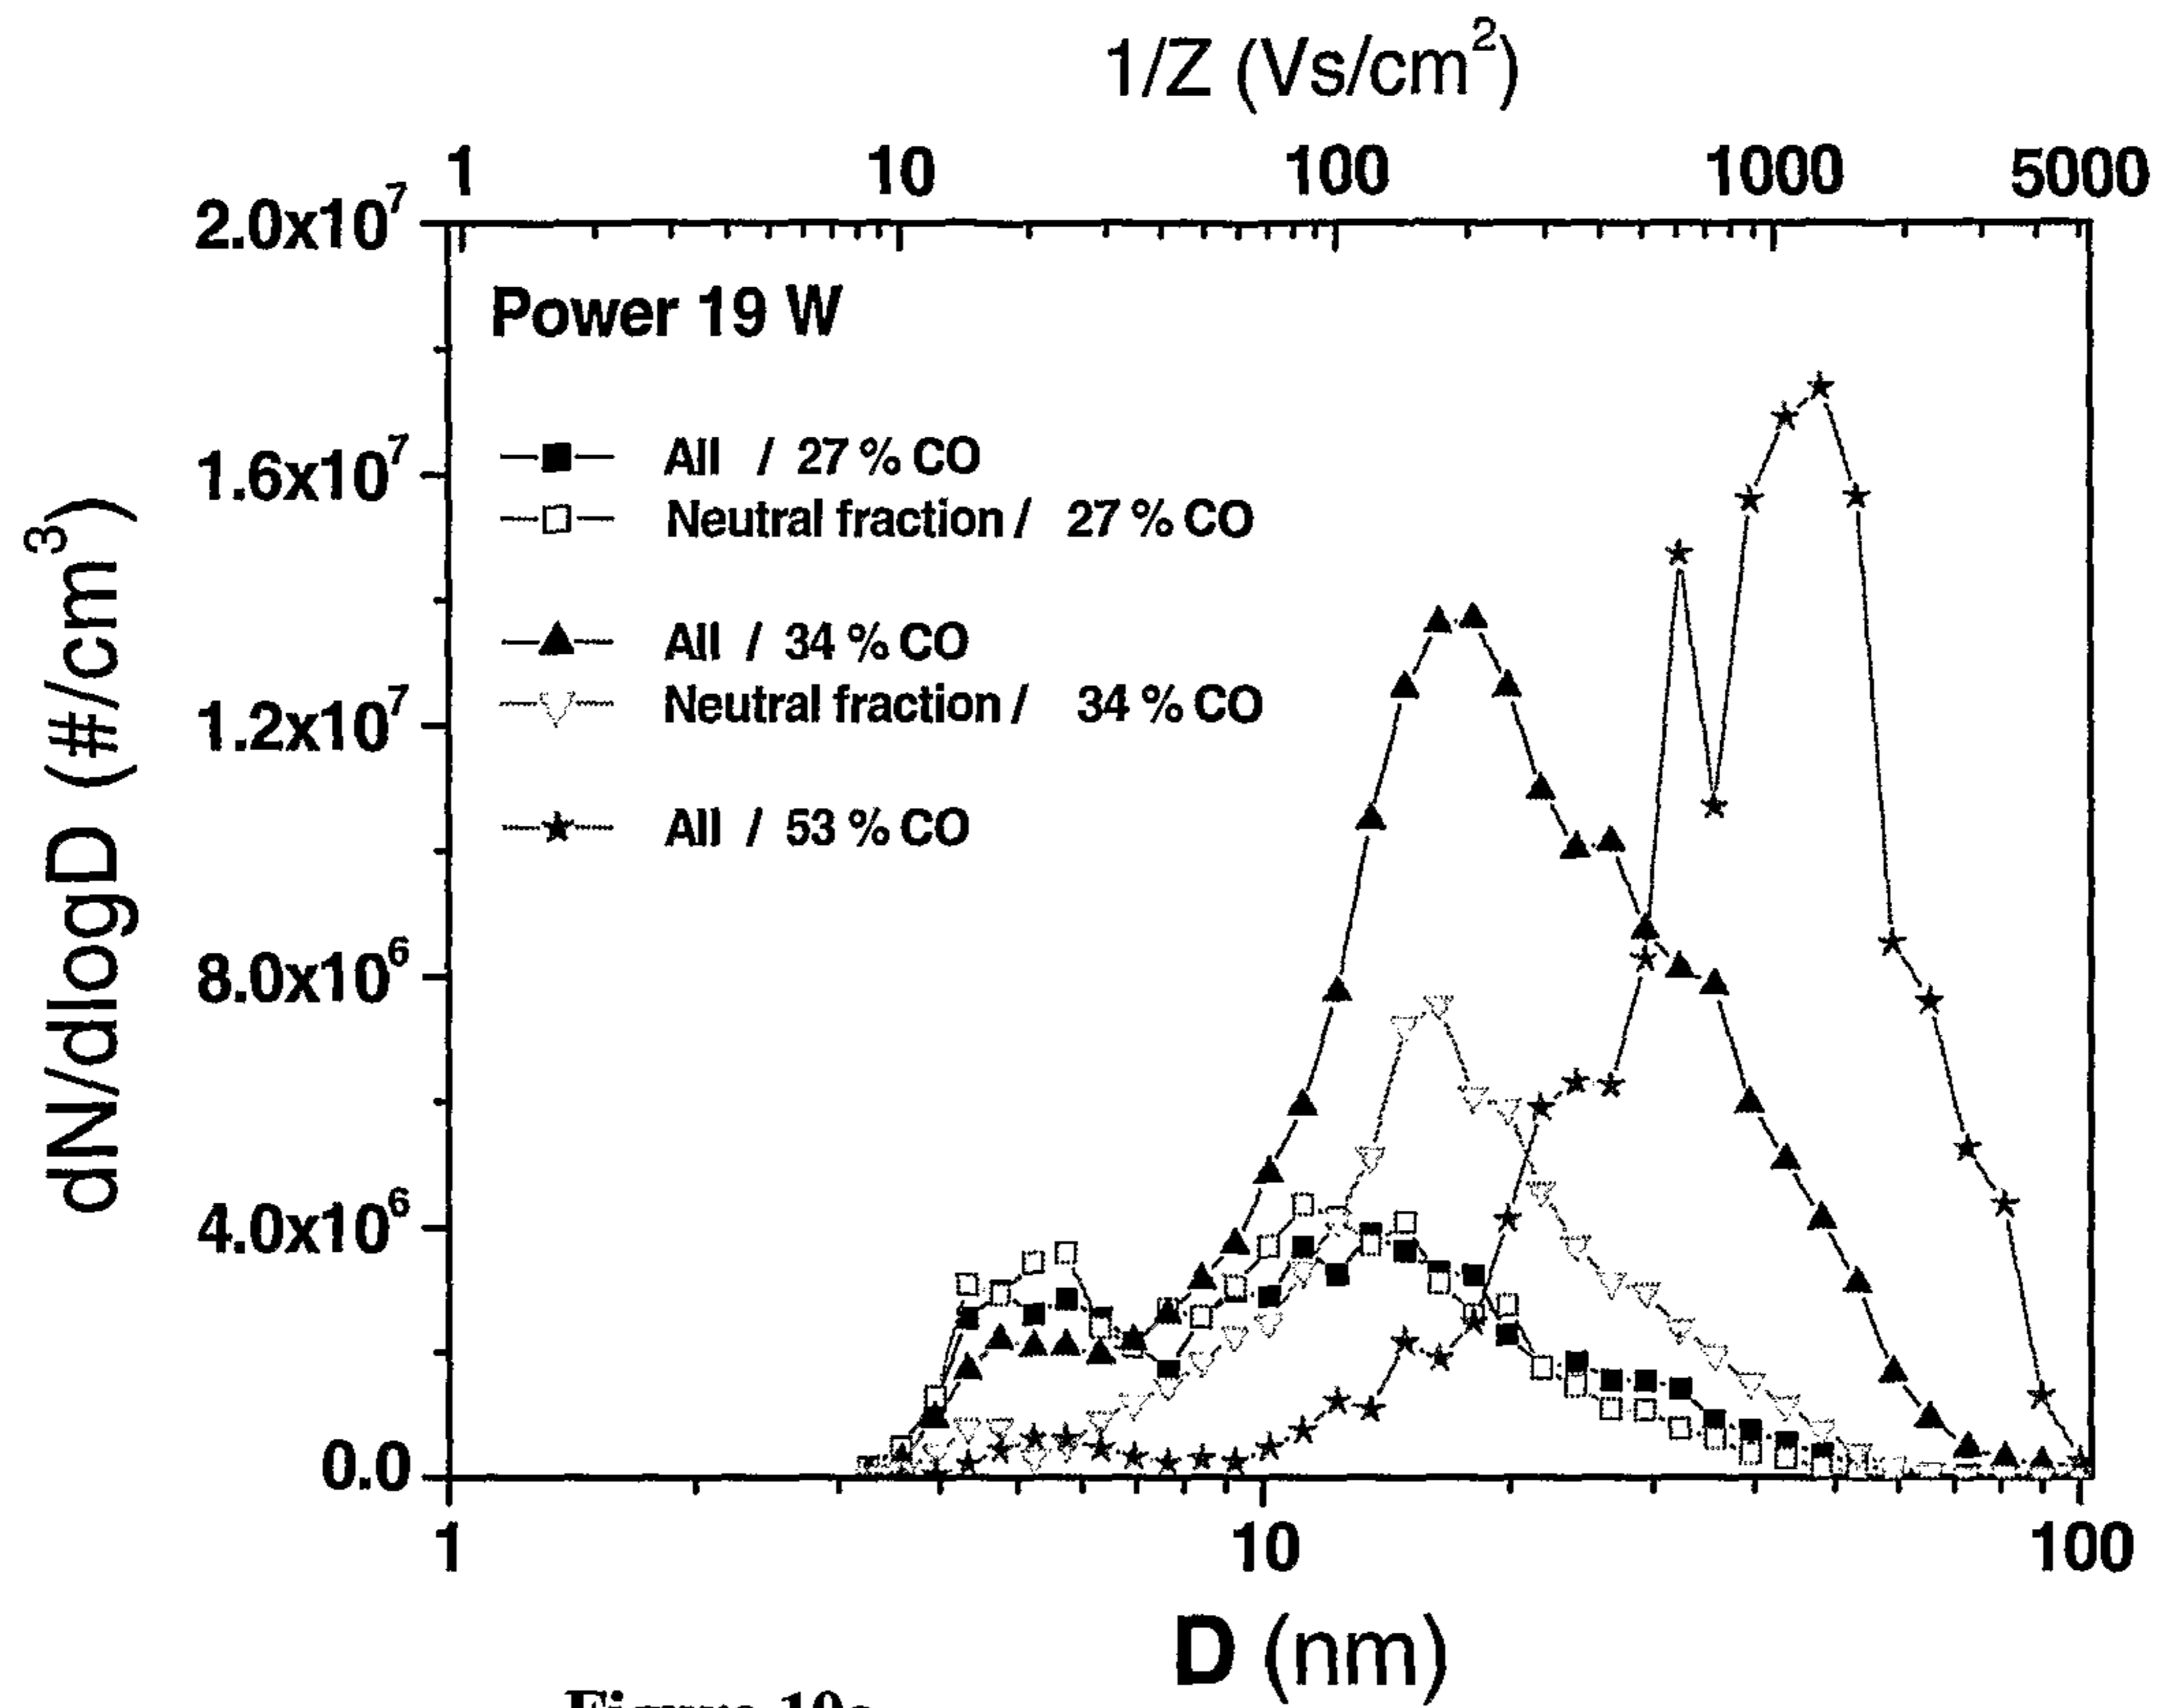 1/Z (Vs/cm²)
1 10 100 1000 5000
2.0x10⁷
Power 19 W
All / 27 % CO
1.6x10⁷
Neutral fraction / 27 % CO
All / 34 % CO
Neutral fraction / 34 % CO
1.2x10⁷
All / 53 % CO
8.0x10⁶
4.0x10⁶
0.0
dN/dlogD (#/cm³)
1 10 100
D (nm)